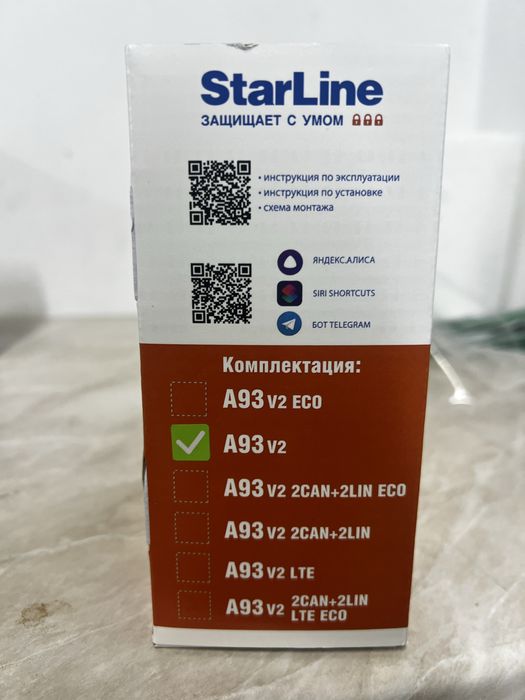 StarLine
ЗАЩИЩАЕТ С УМОМ
• инструкция по эксплуатации
• инструкция по установке
• схема монтажа
ЯНДЕКС.АЛИСА
SIRI SHORTCUTS
БОТ TELEGRAM
Комплектация:
A93 V2 ECO
A93 V2
A93 V2 2CAN+2LIN ECO
A93 V2 2CAN+2LIN
A93 V2 LTE
A93 V2 2CAN+2LIN
LTE ECO